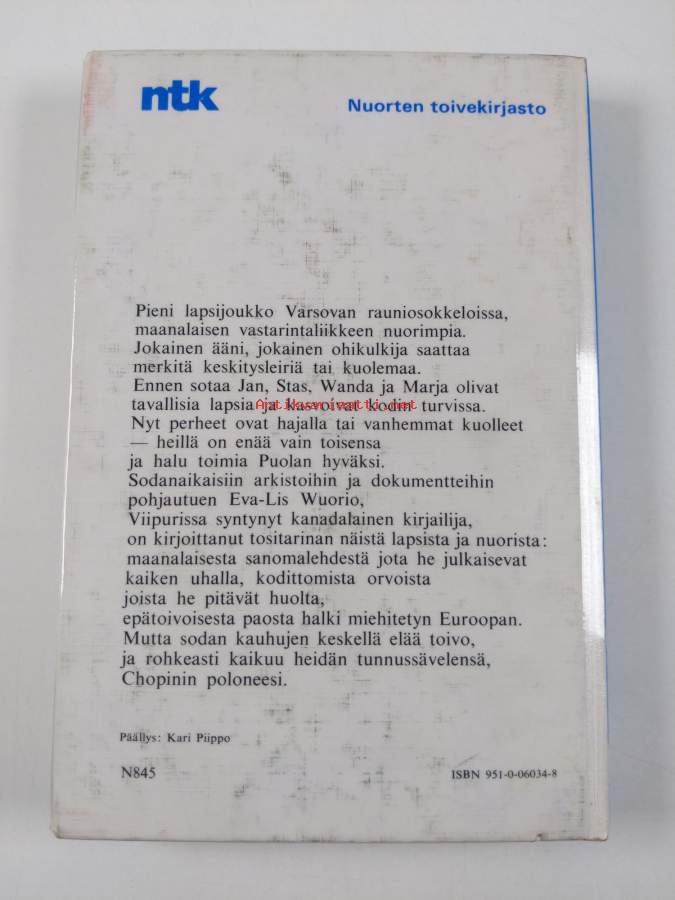 ntk
Nuorten toivekirjasto
Pieni lapsijoukko Varsovan rauniosokkeloissa,
maanalaisen vastarintaliikkeen nuorimpia.
Jokainen ääni, jokainen ohikulkija saattaa
merkitä keskitysleiriä tai kuolemaa.
Ennen sotaa Jan, Stas, Wanda ja Marja olivat
tavallisia lapsia ja kasvoivat kodin turvissa.
Antikvariaatti.net
Nyt perheet ovat hajalla tai vanhemmat kuolleet
— heillä on enää vain toisensa
ja halu toimia Puolan hyväksi.
Sodanaikaisiin arkistoihin ja dokumentteihin
pohjautuen Eva-Lis Wuorio,
Viipurissa syntynyt kanadalainen kirjailija,
on kirjoittanut tositarinan näistä lapsista ja nuorista:
maanalaisesta sanomalehdestä jota he julkaisevat
kaiken uhalla, kodittomista orvoista
joista he pitävät huolta,
epätoivoisesta paosta halki miehitetyn Euroopan.
Mutta sodan kauhujen keskellä elää toivo,
ja rohkeasti kaikuu heidän tunnussävelensä,
Chopinin poloneesi.
Päällys: Kari Piippo
N845
ISBN 951-0-06034-8